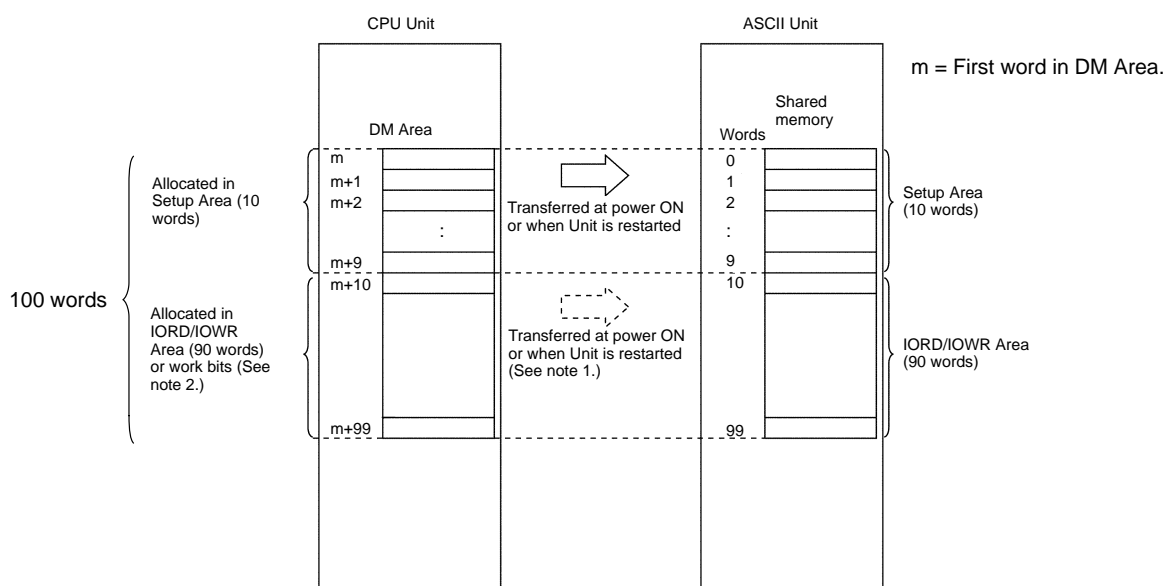 CPU Unit
ASCII Unit
m = First word in DM Area.
Shared
memory
DM Area
Words
m
0
m+1
1
m+2
2
:
:
m+9
9
m+10
10
m+99
99
100 words
Allocated in
Setup Area (10
words)
Allocated in
IORD/IOWR
Area (90 words)
or work bits (See
note 2.)
Transferred at power ON
or when Unit is restarted
Transferred at power ON
or when Unit is restarted
(See note 1.)
Setup Area
(10 words)
IORD/IOWR Area
(90 words)